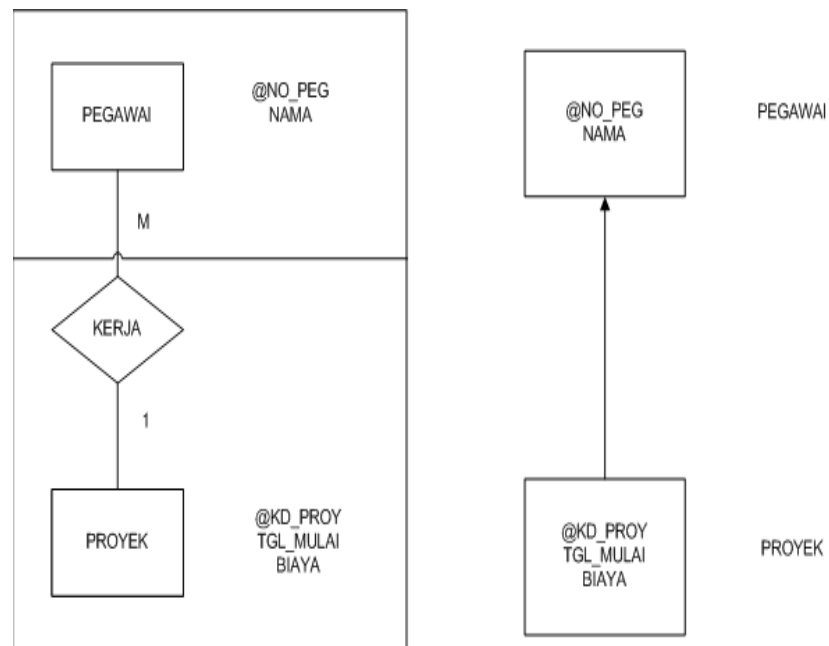 PEGAWAI
@NO_PEG
NAMA
M
KERJA
1
PROYEK
@KD_PROY
TGL_MULAI
BIAYA
@NO_PEG
NAMA
PEGAWAI
@KD_PROY
TGL_MULAI
BIAYA
PROYEK